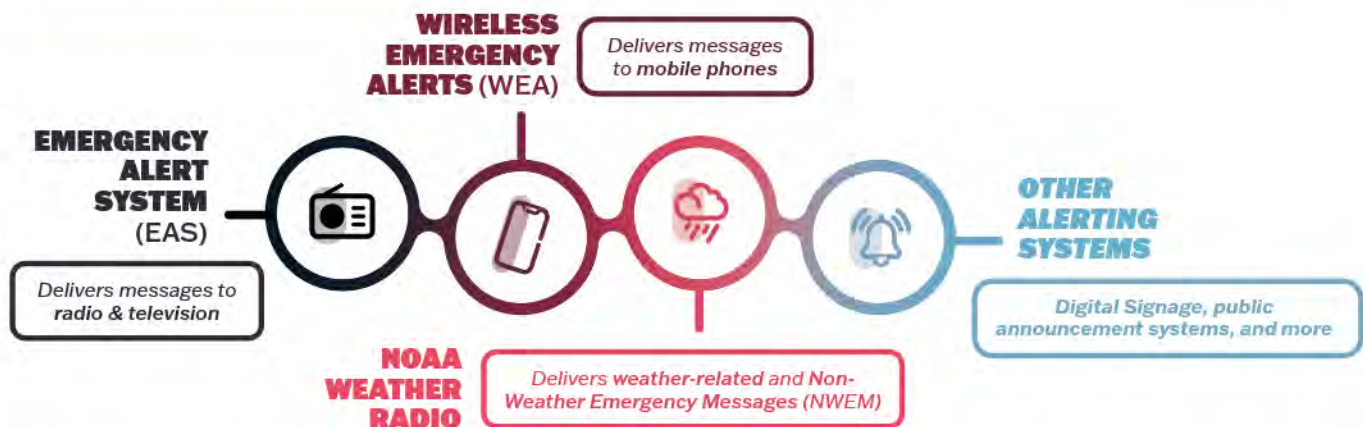 WIRELESS
EMERGENCY
ALERTS (WEA)
Delivers messages
to mobile phones
EMERGENCY
ALERT
SYSTEM
(EAS)
Delivers messages to
radio & television
OTHER
ALERTING
SYSTEMS
Digital Signage, public
announcement systems, and more
NOAA
WEATHER
RADIO
Delivers weather-related and Non-
Weather Emergency Messages (NWEM)